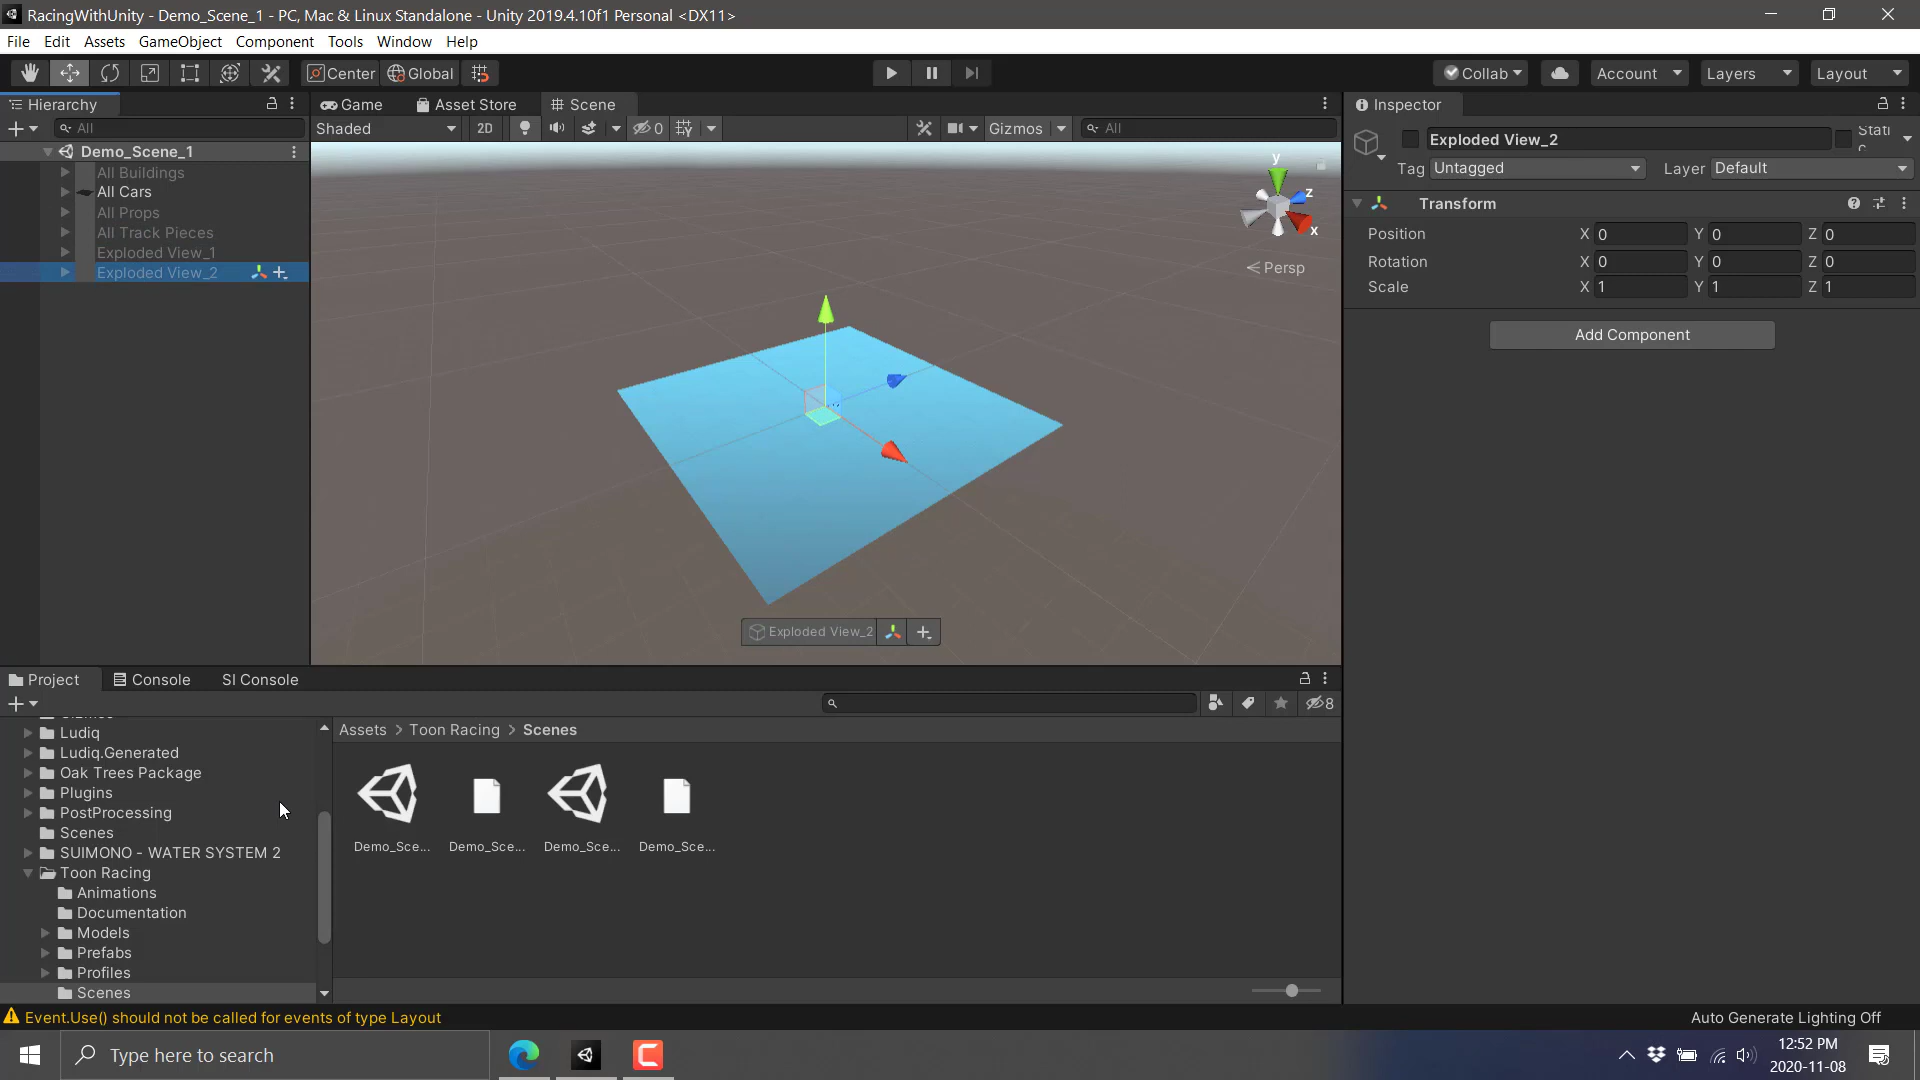 RacingWithUnity - Demo_Scene_1 - PC, Mac & Linux Standalone - Unity 2019.4.10f1 Personal <DX11>
File Edit Assets GameObject Component Tools Window Help
Center Global Collab Account Layers Layout
Hierarchy
All
Demo_Scene_1
All Buildings
All Cars
All Props
All Track Pieces
Exploded View_1
Exploded View_2
Game Asset Store Scene
Shaded 2D 0 Gizmos All
y
z
x
Persp
Exploded View_2
Inspector
Exploded View_2
Stati
c
Tag Untagged Layer Default
Transform
Position X 0 Y 0 Z 0
Rotation X 0 Y 0 Z 0
Scale X 1 Y 1 Z 1
Add Component
Project Console SI Console
8
Ludiq
Ludiq.Generated
Oak Trees Package
Plugins
PostProcessing
Scenes
SUIMONO - WATER SYSTEM 2
Toon Racing
Animations
Documentation
Models
Prefabs
Profiles
Scenes
Assets > Toon Racing > Scenes
Demo_Sce... Demo_Sce... Demo_Sce... Demo_Sce...
Event.Use() should not be called for events of type Layout
Auto Generate Lighting Off
Type here to search
12:52 PM
2020-11-08